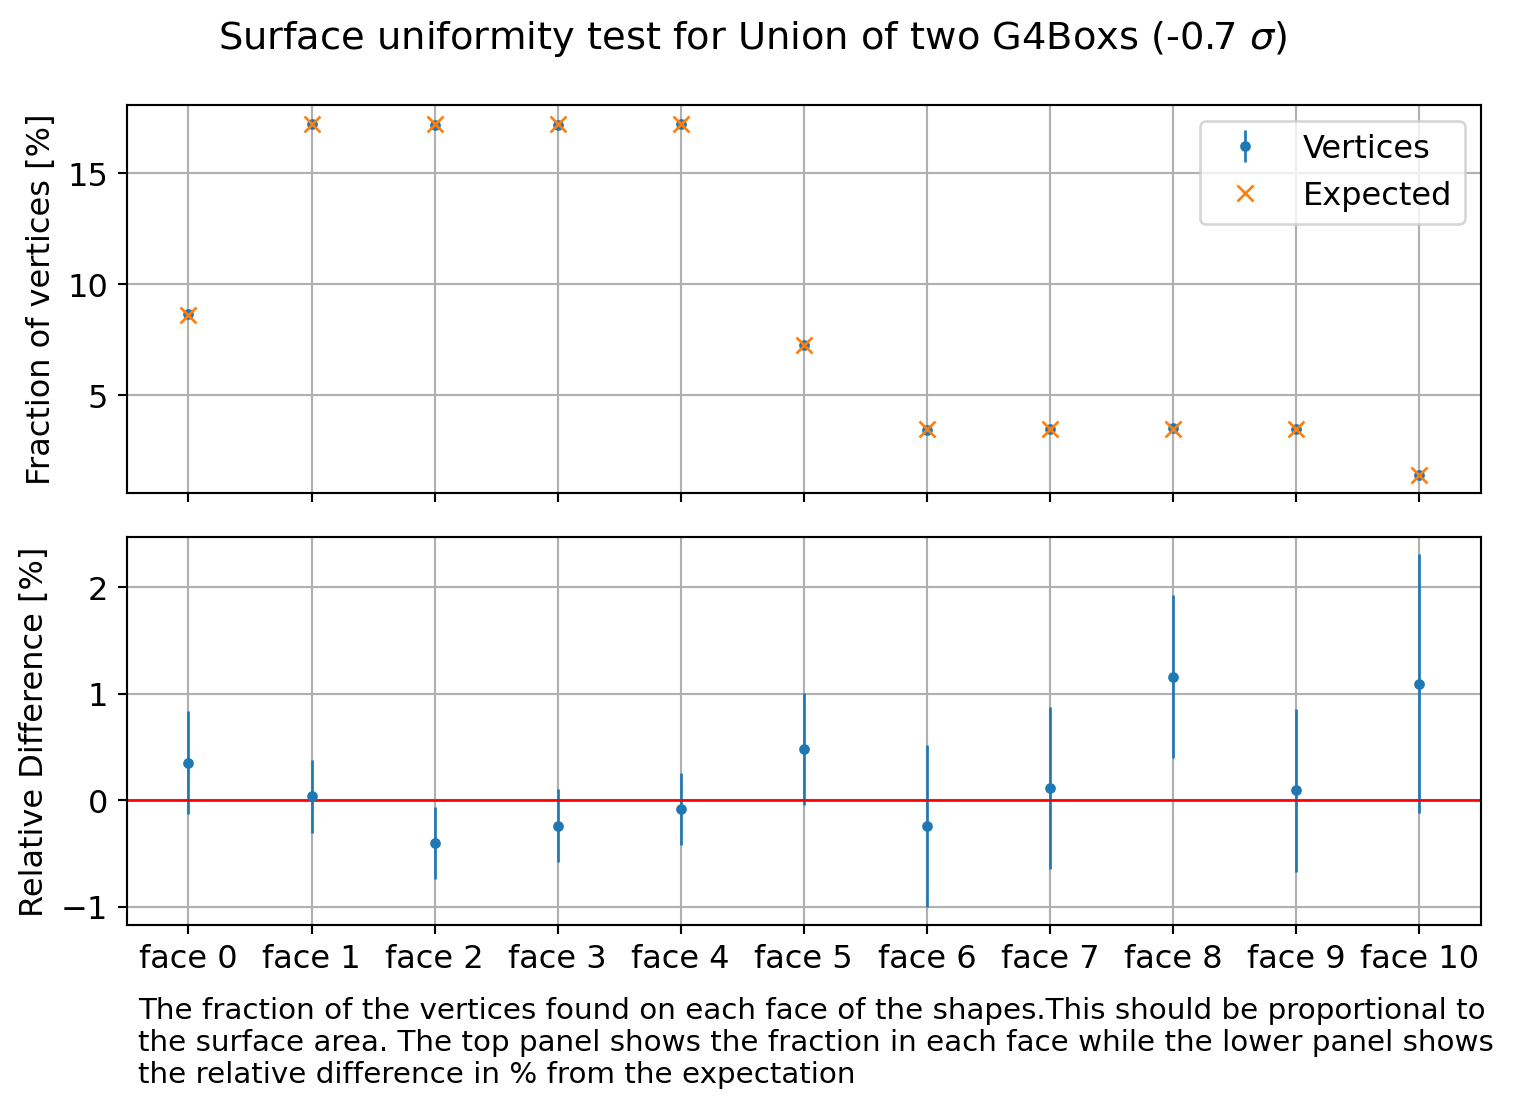 Surface uniformity test for Union of two G4Boxs (-0.7 σ)
Fraction of vertices [%]
15
10
5
Vertices
Expected
Relative Difference [%]
2
1
0
−1
face 0 face 1 face 2 face 3 face 4 face 5 face 6 face 7 face 8 face 9 face 10
The fraction of the vertices found on each face of the shapes.This should be proportional to
the surface area. The top panel shows the fraction in each face while the lower panel shows
the relative difference in % from the expectation